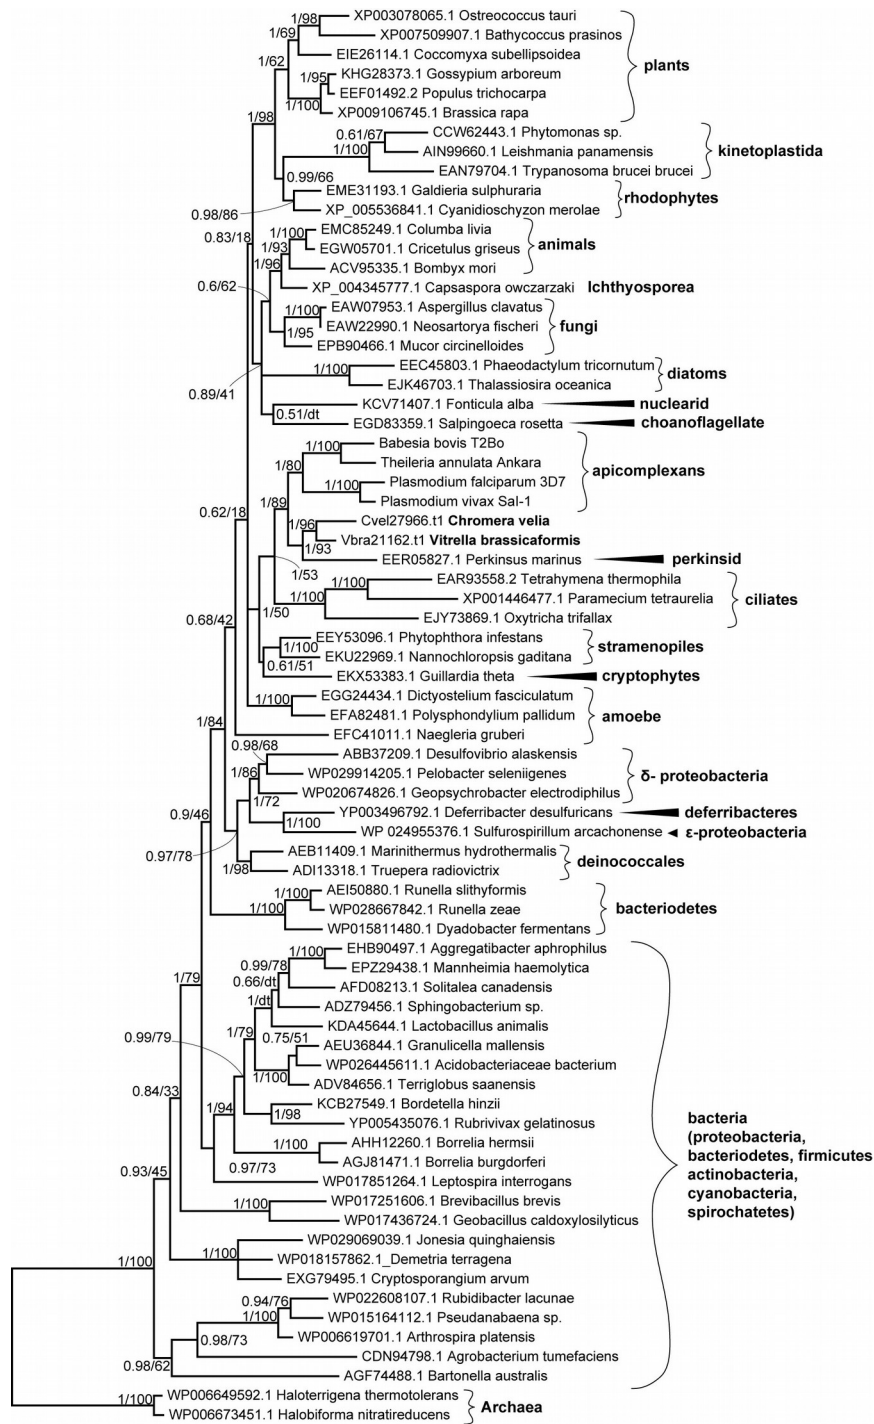 1/98 XP003078065.1 Ostreococcus tauri
1/69 XP007509907.1 Bathycoccus prasinos
1/62 EIE26114.1 Coccomyxa subellipsoidea
plants
1/95 KHG28373.1 Gossypium arboreum
EEF01492.2 Populus trichocarpa
1/100 XP009106745.1 Brassica rapa
1/98
0.61/67 CCW62443.1 Phytomonas sp.
1/100 AIN99660.1 Leishmania panamensis
kinetoplastida
EAN79704.1 Trypanosoma brucei brucei
0.99/66
EME31193.1 Galdieria sulphuraria
rhodophytes
0.98/86 XP_005536841.1 Cyanidioschyzon merolae
1/100 EMC85249.1 Columba livia
0.83/18 1/93 EGW05701.1 Cricetulus griseus
animals
1/96 ACV95335.1 Bombyx mori
0.6/62 XP_004345777.1 Capsaspora owczarzaki Ichthyosporea
1/100 EAW07953.1 Aspergillus clavatus
1/95 EAW22990.1 Neosartorya fischeri
fungi
EPB90466.1 Mucor circinelloides
1/100 EEC45803.1 Phaeodactylum tricornutum
diatoms
0.89/41 EJK46703.1 Thalassiosira oceanica
KCV71407.1 Fonticula alba nuclearid
0.51/dt EGD83359.1 Salpingoeca rosetta choanoflagellate
1/100 Babesia bovis T2Bo
1/80 Theileria annulata Ankara
apicomplexans
1/100 Plasmodium falciparum 3D7
1/89 Plasmodium vivax Sal-1
0.62/18 1/96 Cvel27966.t1 Chromera velia
1/93 Vbra21162.t1 Vitrella brassicaformis
EER05827.1 Perkinsus marinus perkinsid
1/53
1/100 EAR93558.2 Tetrahymena thermophila
1/100 XP001446477.1 Paramecium tetraurelia
ciliates
1/50 EJY73869.1 Oxytricha trifallax
0.68/42
1/100 EEY53096.1 Phytophthora infestans
stramenopiles
0.61/51 EKU22969.1 Nannochloropsis gaditana
EKX53383.1 Guillardia theta cryptophytes
1/100 EGG24434.1 Dictyostelium fasciculatum
EFA82481.1 Polysphondylium pallidum
amoebe
1/84 EFC41011.1 Naegleria gruberi
0.98/68 ABB37209.1 Desulfovibrio alaskensis
1/86 WP029914205.1 Pelobacter seleniigenes
δ- proteobacteria
1/72 WP020674826.1 Geopsychrobacter electrodiphilus
0.9/46 YP003496792.1 Deferribacter desulfuricans deferribacteres
1/100 WP 024955376.1 Sulfurospirillum arcachonense ε-proteobacteria
0.97/78 AEB11409.1 Marinithermus hydrothermalis
deinococcales
1/98 ADI13318.1 Truepera radiovictrix
1/100 AEI50880.1 Runella slithyformis
1/100 WP028667842.1 Runella zeae
bacteriodetes
WP015811480.1 Dyadobacter fermentans
1/100 EHB90497.1 Aggregatibacter aphrophilus
0.99/78 EPZ29438.1 Mannheimia haemolytica
1/79 0.66/dt AFD08213.1 Solitalea canadensis
1/dt ADZ79456.1 Sphingobacterium sp.
KDA45644.1 Lactobacillus animalis
0.99/79 1/79 0.75/51 AEU36844.1 Granulicella mallensis
WP026445611.1 Acidobacteriaceae bacterium
1/100 ADV84656.1 Terriglobus saanensis
0.84/33 KCB27549.1 Bordetella hinzii
1/94 1/98 YP005435076.1 Rubrivivax gelatinosus
1/100 AHH12260.1 Borrelia hermsii
0.97/73 AGJ81471.1 Borrelia burgdorferi
0.93/45 WP017851264.1 Leptospira interrogans
1/100 WP017251606.1 Brevibacillus brevis
WP017436724.1 Geobacillus caldoxylosilyticus
bacteria
(proteobacteria,
bacteriodetes, firmicutes
actinobacteria,
cyanobacteria,
spirochatetes)
WP029069039.1 Jonesia quinghaiensis
1/100 1/100 WP018157862.1_Demetria terragena
EXG79495.1 Cryptosporangium arvum
0.94/76 WP022608107.1 Rubidibacter lacunae
1/100 WP015164112.1 Pseudanabaena sp.
WP006619701.1 Arthrospira platensis
0.98/73
CDN94798.1 Agrobacterium tumefaciens
0.98/62 AGF74488.1 Bartonella australis
1/100 WP006649592.1 Haloterrigena thermotolerans
WP006673451.1 Halobiforma nitratireducens
Archaea